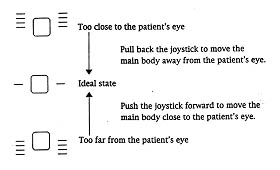 Too close to the patient's eye
Pull back the joystick to move the
main body away from the patient's eye.
Ideal state
Push the joystick forward to move the
main body close to the patient's eye.
Too far from the patient's eye